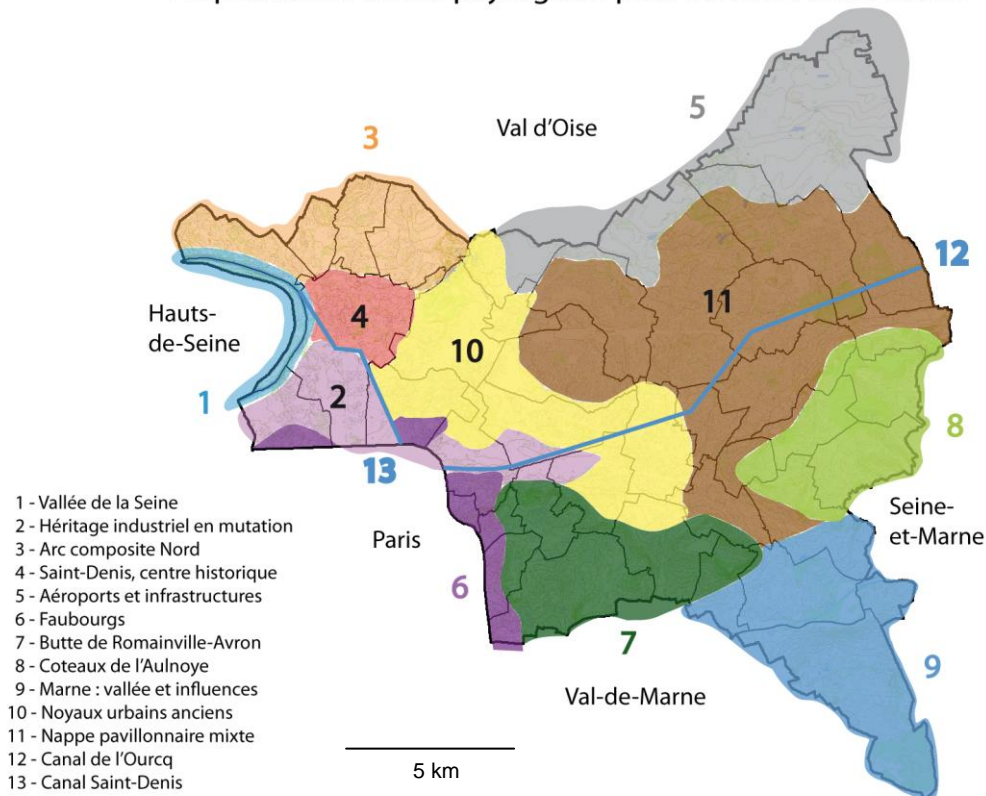 3
Val d'Oise
5
12
Hauts-
de-Seine
4
11
10
2
1
13
8
Paris
Seine-
et-Marne
6
7
9
Val-de-Marne
1 - Vallée de la Seine
2 - Héritage industriel en mutation
3 - Arc composite Nord
4 - Saint-Denis, centre historique
5 - Aéroports et infrastructures
6 - Faubourgs
7 - Butte de Romainville-Avron
8 - Coteaux de l'Aulnoye
9 - Marne : vallée et influences
10 - Noyaux urbains anciens
11 - Nappe pavillonnaire mixte
12 - Canal de l'Ourcq
13 - Canal Saint-Denis
5 km